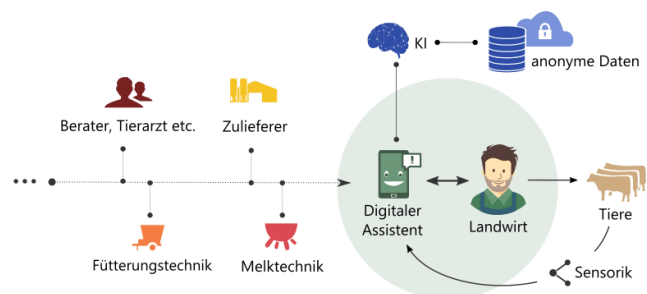 KI
anonyme Daten
Berater, Tierarzt etc.
Zulieferer
Digitaler
Assistent
Landwirt
Tiere
Fütterungstechnik
Melktechnik
Sensorik